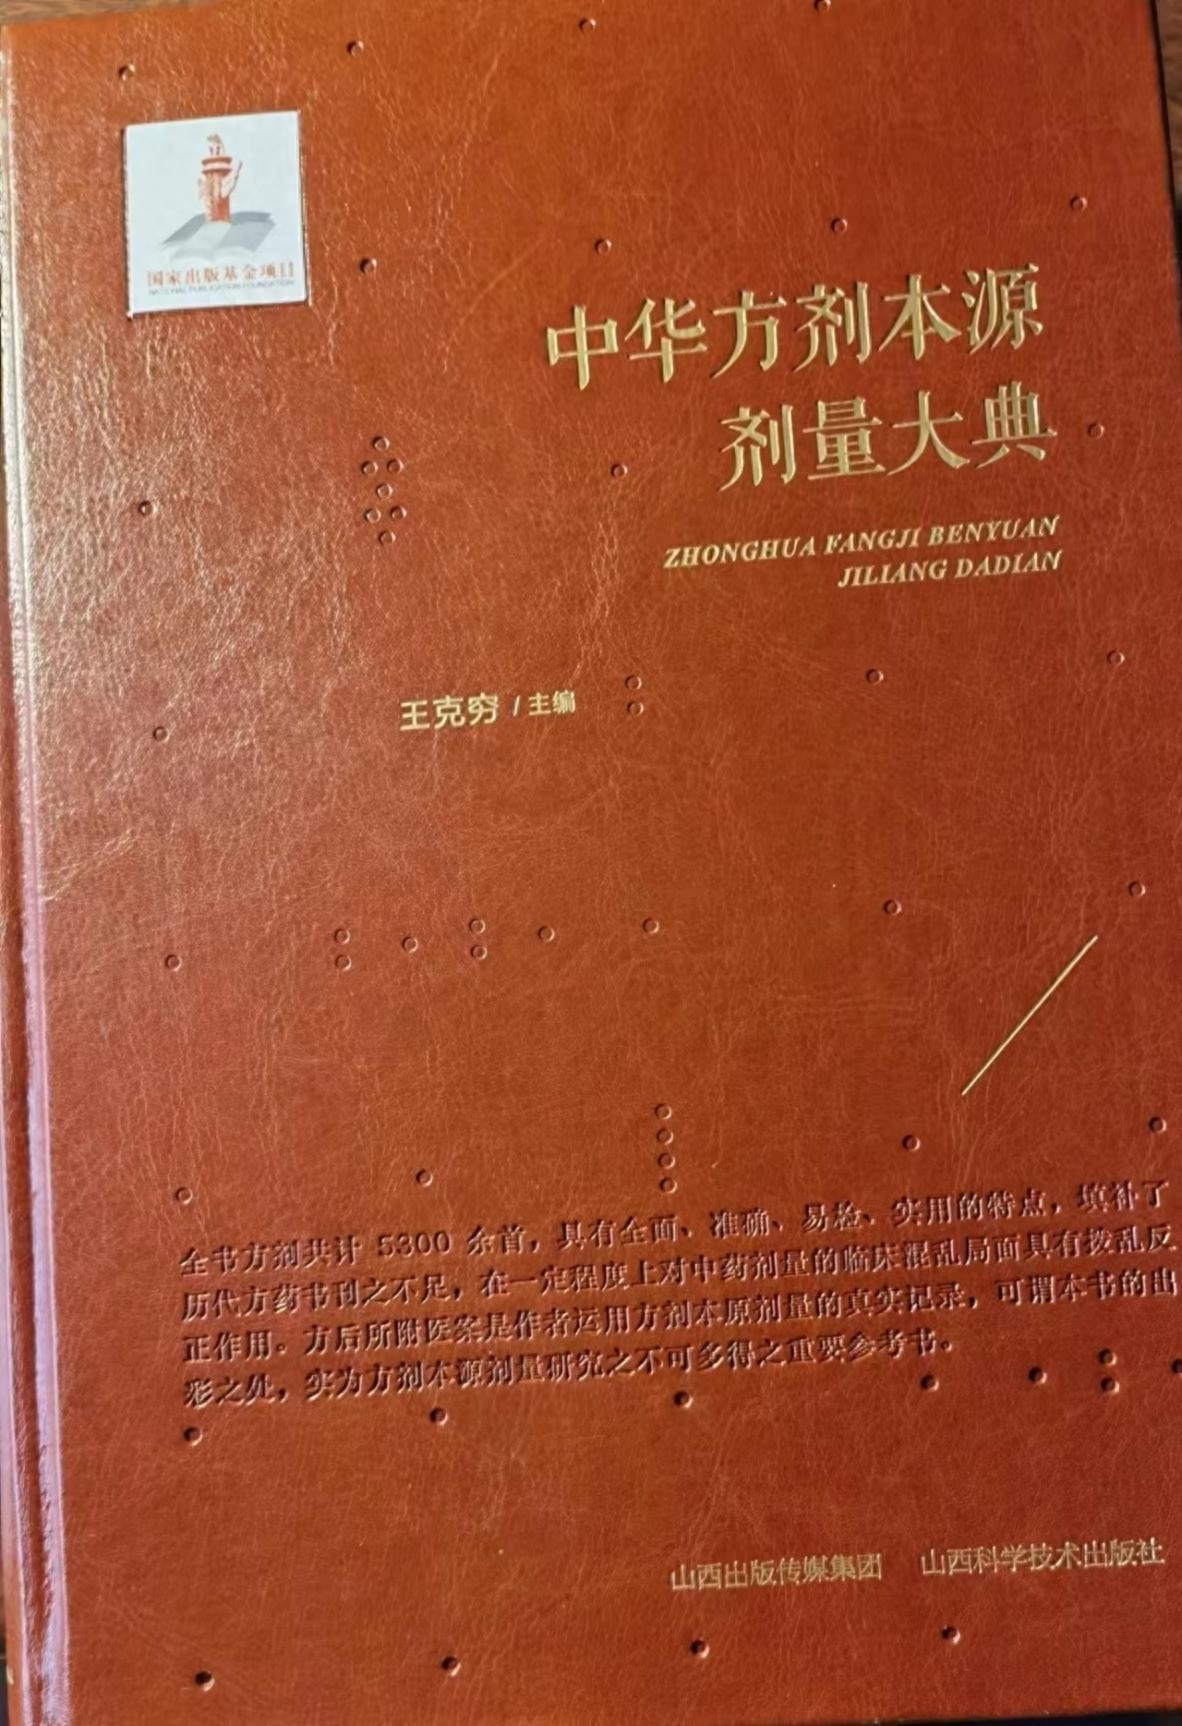 国家出版基金项目
NATIONAL PUBLICATION FOUNDATION
中华方剂本源
剂量大典
ZHONGHUA FANGJI BENYUAN
JILIANG DADIAN
王克穷 / 主编
全书方剂共计 5300 余首，具有全面、准确、易检、实用的特点，填补了
历代方药书刊之不足，在一定程度上对中药剂量的临床混乱局面具有拨乱反
正作用。方后所附医案是作者运用方剂本原剂量的真实记录，可谓本书的出
彩之处，实为方剂本源剂量研究之不可多得之重要参考书。
山西出版传媒集团 山西科学技术出版社